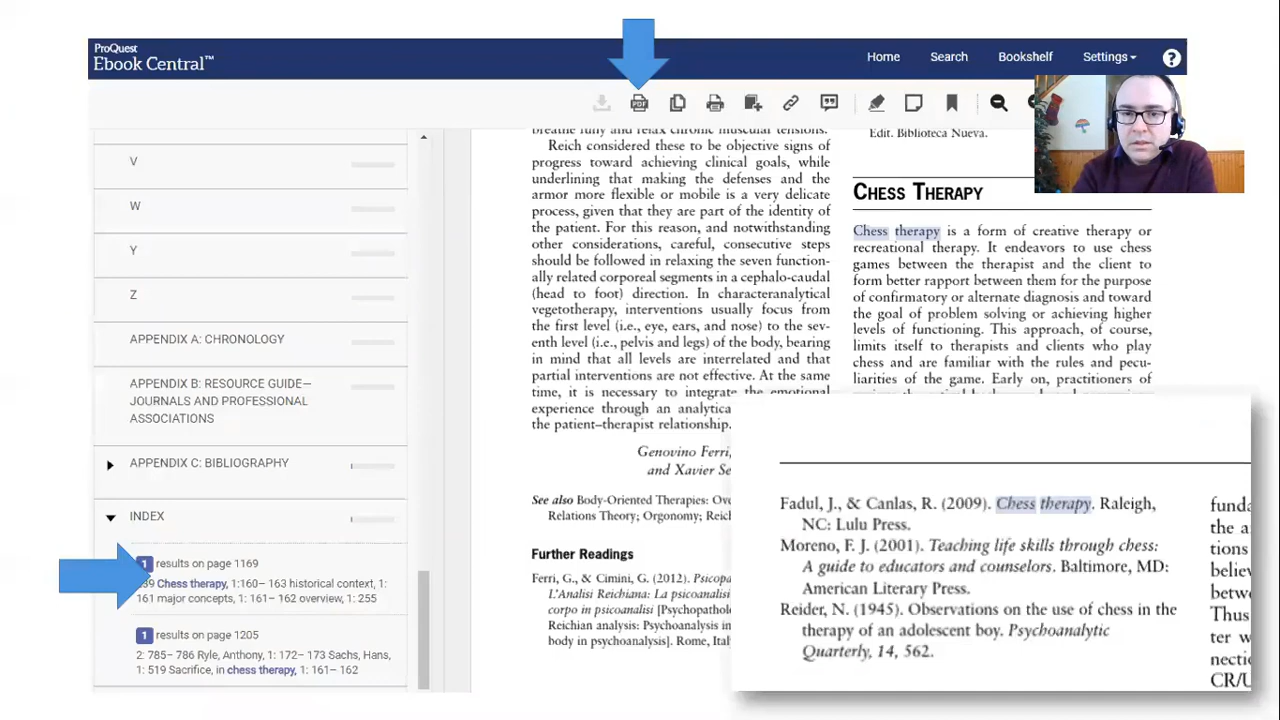 ProQuest
Ebook Central™
Home
Search
Bookshelf
Settings
?
PDF
V
W
Y
Z
APPENDIX A: CHRONOLOGY
APPENDIX B: RESOURCE GUIDE—
JOURNALS AND PROFESSIONAL
ASSOCIATIONS
APPENDIX C: BIBLIOGRAPHY
INDEX
1 results on page 1169
Chess therapy, 1:160– 163 historical context, 1:
161 major concepts, 1: 161– 162 overview, 1: 255
1 results on page 1205
2: 785– 786 Ryle, Anthony, 1: 172– 173 Sachs, Hans,
1: 519 Sacrifice, in chess therapy, 1: 161– 162
breathe fully and relax chronic muscular tensions.
Reich considered these to be objective signs of
progress toward achieving clinical goals, while
underlining that making the defenses and the
armor more flexible or mobile is a very delicate
process, given that they are part of the identity of
the patient. For this reason, and notwithstanding
other considerations, careful, consecutive steps
should be followed in relaxing the seven function-
ally related corporeal segments in a cephalo-caudal
(head to foot) direction. In characteranalytical
vegetotherapy, interventions usually focus from
the first level (i.e., eye, ears, and nose) to the sev-
enth level (i.e., pelvis and legs) of the body, bearing
in mind that all levels are interrelated and that
partial interventions are not effective. At the same
time, it is necessary to integrate the emotional
experience through an analytica
the patient–therapist relationship.
Genovino Ferri,
and Xavier Se
See also Body-Oriented Therapies: Ove
Relations Theory; Orgonomy; Reic
Further Readings
Ferri, G., & Cimini, G. (2012). Psicopa
L'Analisi Reichiana: La psicoanalisi
corpo in psicoanalisi [Psychopathole
Reichian analysis: Psychoanalysis in
body in psychoanalysis]. Rome, Ital
Edit. Biblioteca Nueva.
CHESS THERAPY
Chess therapy is a form of creative therapy or
recreational therapy. It endeavors to use chess
games between the therapist and the client to
form better rapport between them for the purpose
of confirmatory or alternate diagnosis and toward
the goal of problem solving or achieving higher
levels of functioning. This approach, of course,
limits itself to therapists and clients who play
chess and are familiar with the rules and pecu-
liarities of the game. Early on, practitioners of
Fadul, J., & Canlas, R. (2009). Chess therapy. Raleigh,
NC: Lulu Press.
Moreno, F. J. (2001). Teaching life skills through chess:
A guide to educators and counselors. Baltimore, MD:
American Literary Press.
Reider, N. (1945). Observations on the use of chess in the
therapy of an adolescent boy. Psychoanalytic
Quarterly, 14, 562.
funda
the a
tions
believ
betw
Thus
ter w
necti
CR/U